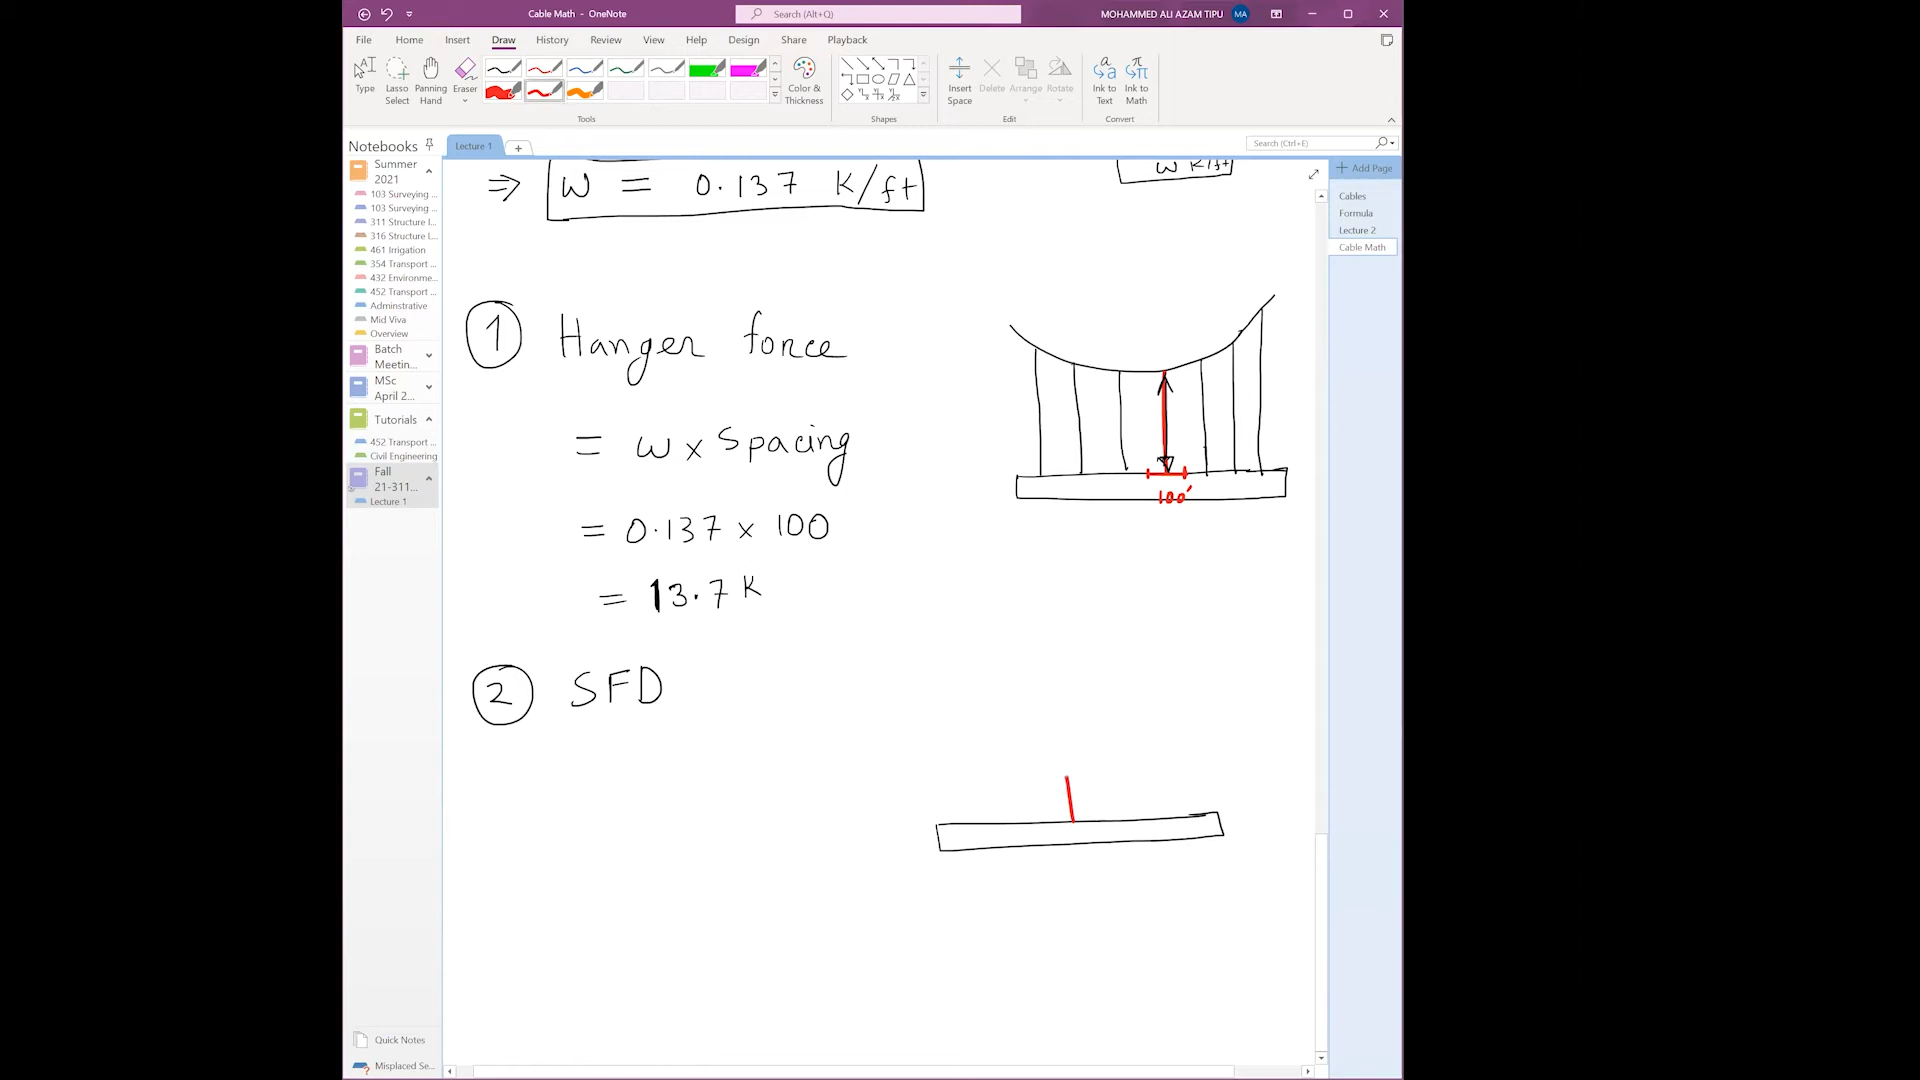 Cable Math - OneNote
Search (Alt+Q)
MOHAMMED ALI AZAM TIPU
MA
File Home Insert Draw History Review View Help Design Share Playback
Type
Lasso Select
Panning Hand
Eraser
Color & Thickness
Insert Space
Delete
Arrange
Rotate
Ink to Text
Ink to Math
Tools
Shapes
Edit
Convert
Notebooks
Lecture 1
Search (Ctrl+E)
Summer 2021
103 Surveying ...
103 Surveying ...
311 Structure I...
316 Structure I...
461 Irrigation
354 Transport ...
432 Environme...
452 Transport ...
Adminstrative
Mid Viva
Overview
Batch Meetin...
MSc April 2...
Tutorials
452 Transport ...
Civil Engineering
Fall 21-311...
Lecture 1
Quick Notes
Misplaced Se...
Add Page
Cables
Formula
Lecture 2
Cable Math
w k/ft
⇒ w = 0.137 K/ft
1 Hanger force
= w x spacing
= 0.137 x 100
= 13.7 K
100'
2 SFD